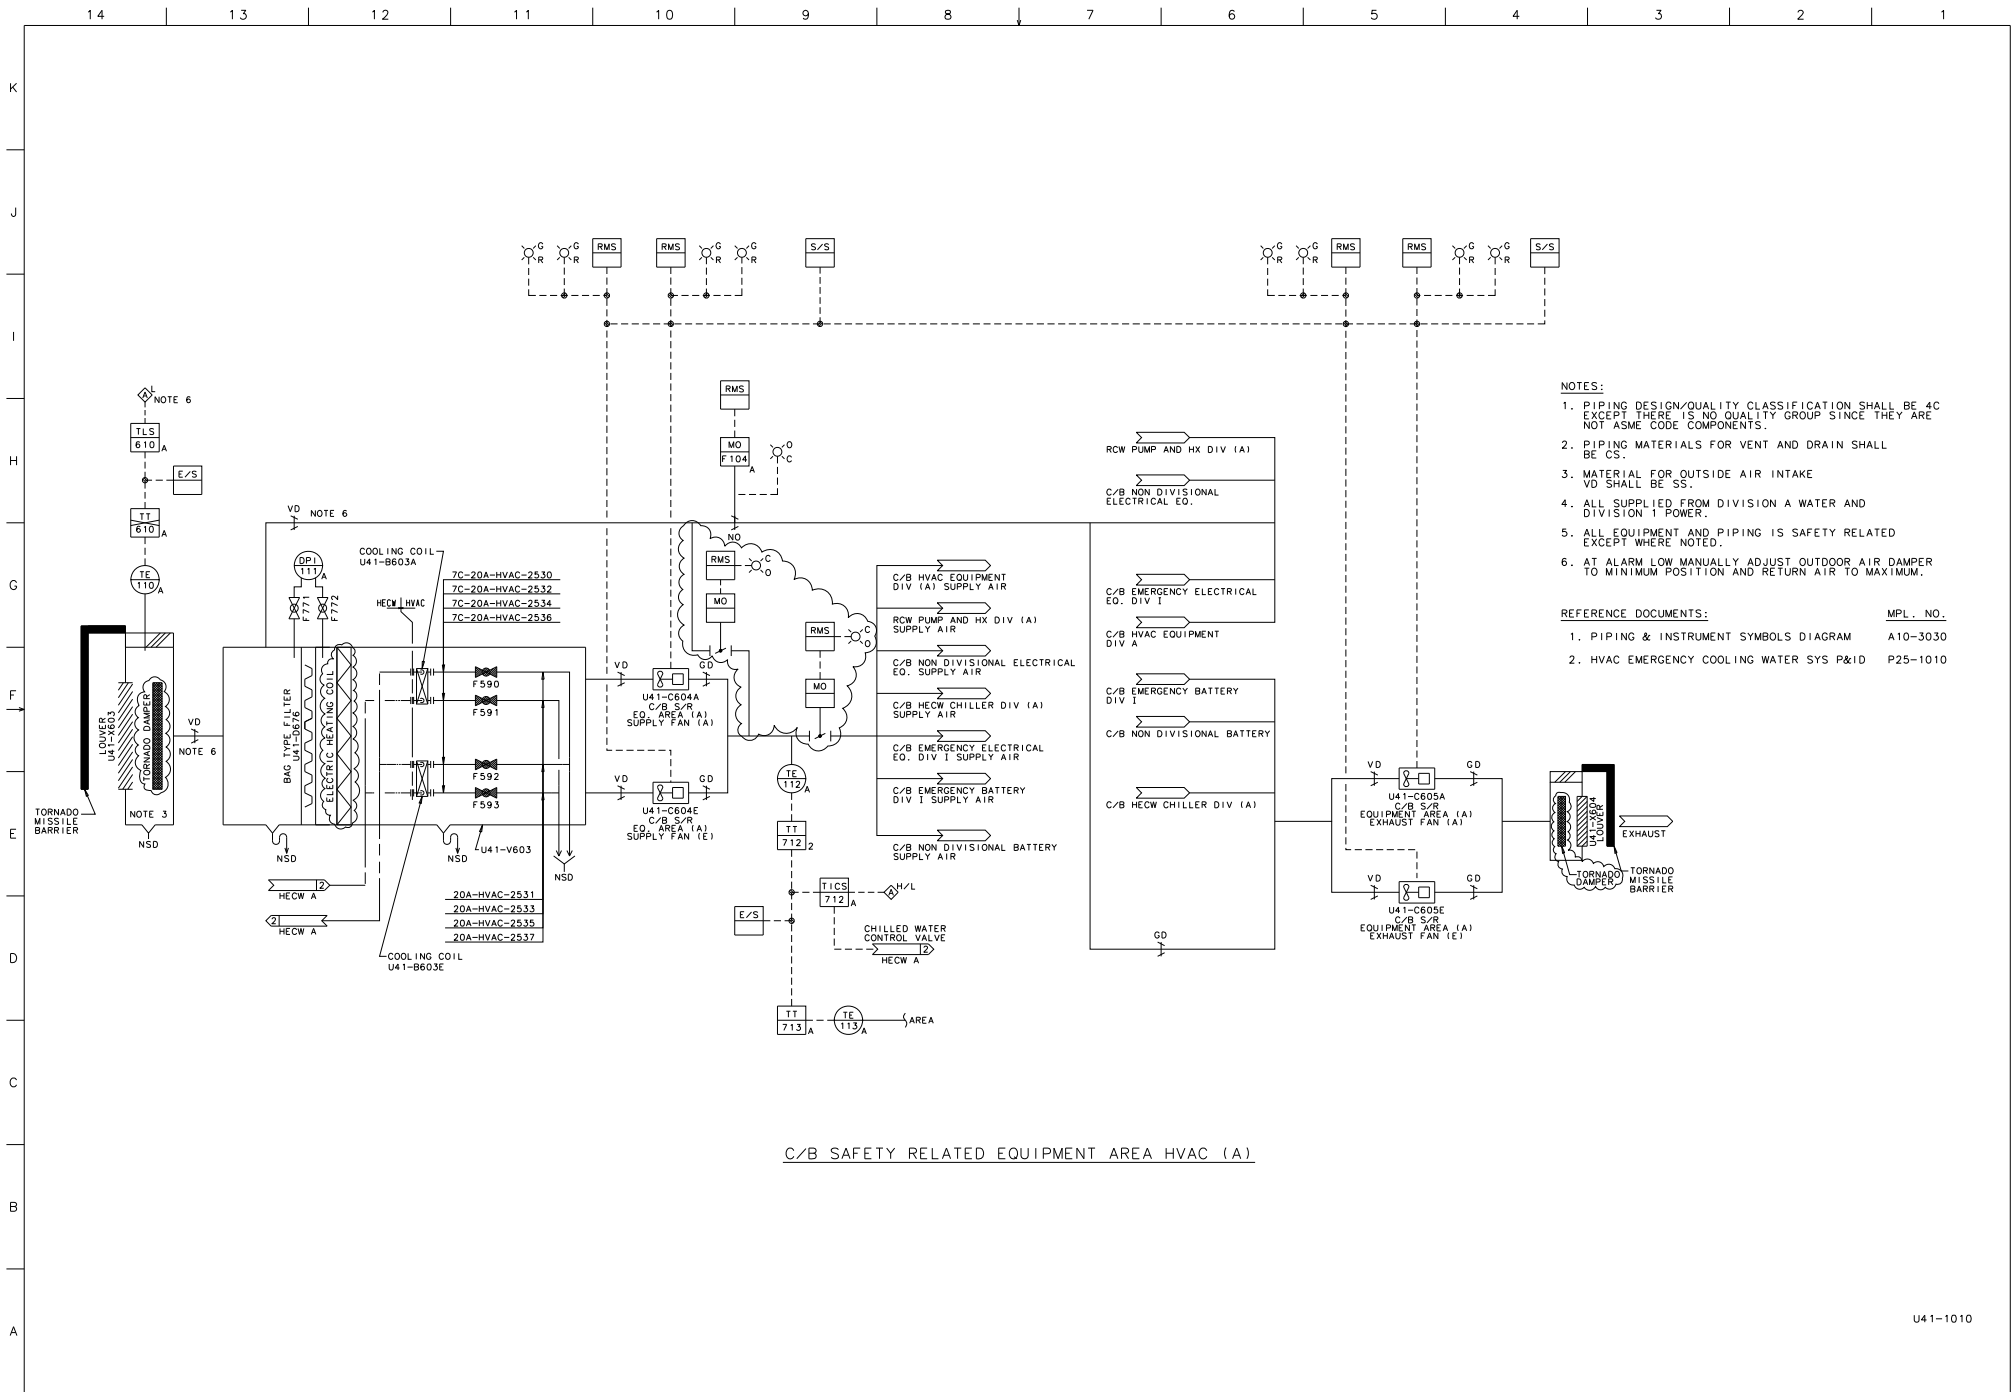 14 13 12 11 10 9 8 7 6 5 4 3 2 1
K
J
I
H
G
F
E
D
C
B
A
G
R
G
R
RMS
RMS
G
R
G
R
S/S
G
R
G
R
RMS
RMS
G
R
G
R
S/S
A
L
NOTE 6
TLS
610
A
E/S
TT
610
A
TE
110
A
LOUVER
U41-X603
TORNADO DAMPER
NOTE 3
NSD
TORNADO
MISSILE
BARRIER
VD
NOTE 6
VD
NOTE 6
DPI
111
A
F771
F772
BAG TYPE FILTER
U41-D676
ELECTRIC HEATING COIL
COOLING COIL
U41-B603A
HECW
HVAC
7C-20A-HVAC-2530
7C-20A-HVAC-2532
7C-20A-HVAC-2534
7C-20A-HVAC-2536
F590
F591
F592
F593
NSD
NSD
U41-V603
NSD
2
HECW A
2
HECW A
20A-HVAC-2531
20A-HVAC-2533
20A-HVAC-2535
20A-HVAC-2537
COOLING COIL
U41-B603E
VD
GD
U41-C604A
C/B S/R
EQ. AREA (A)
SUPPLY FAN (A)
VD
GD
U41-C604E
C/B S/R
EQ. AREA (A)
SUPPLY FAN (E)
RMS
MO
F104
A
O
C
NO
RMS
C
O
MO
RMS
C
O
MO
TE
112
A
TT
712
2
TICS
712
A
A
H/L
E/S
CHILLED WATER
CONTROL VALVE
2
HECW A
TT
713
A
TE
113
A
AREA
C/B HVAC EQUIPMENT
DIV (A) SUPPLY AIR
RCW PUMP AND HX DIV (A)
SUPPLY AIR
C/B NON DIVISIONAL ELECTRICAL
EQ. SUPPLY AIR
C/B HECW CHILLER DIV (A)
SUPPLY AIR
C/B EMERGENCY ELECTRICAL
EQ. DIV I SUPPLY AIR
C/B EMERGENCY BATTERY
DIV I SUPPLY AIR
C/B NON DIVISIONAL BATTERY
SUPPLY AIR
RCW PUMP AND HX DIV (A)
C/B NON DIVISIONAL
ELECTRICAL EQ.
C/B EMERGENCY ELECTRICAL
EQ. DIV I
C/B HVAC EQUIPMENT
DIV A
C/B EMERGENCY BATTERY
DIV I
C/B NON DIVISIONAL BATTERY
C/B HECW CHILLER DIV (A)
GD
VD
GD
U41-C605A
C/B S/R
EQUIPMENT AREA (A)
EXHAUST FAN (A)
VD
GD
U41-C605E
C/B S/R
EQUIPMENT AREA (A)
EXHAUST FAN (E)
U41-X604
LOUVER
EXHAUST
TORNADO
DAMPER
TORNADO
MISSILE
BARRIER
NOTES:
1. PIPING DESIGN/QUALITY CLASSIFICATION SHALL BE 4C
EXCEPT THERE IS NO QUALITY GROUP SINCE THEY ARE
NOT ASME CODE COMPONENTS.
2. PIPING MATERIALS FOR VENT AND DRAIN SHALL
BE CS.
3. MATERIAL FOR OUTSIDE AIR INTAKE
VD SHALL BE SS.
4. ALL SUPPLIED FROM DIVISION A WATER AND
DIVISION 1 POWER.
5. ALL EQUIPMENT AND PIPING IS SAFETY RELATED
EXCEPT WHERE NOTED.
6. AT ALARM LOW MANUALLY ADJUST OUTDOOR AIR DAMPER
TO MINIMUM POSITION AND RETURN AIR TO MAXIMUM.
REFERENCE DOCUMENTS: MPL. NO.
1. PIPING & INSTRUMENT SYMBOLS DIAGRAM A10-3030
2. HVAC EMERGENCY COOLING WATER SYS P&ID P25-1010
C/B SAFETY RELATED EQUIPMENT AREA HVAC (A)
U41-1010